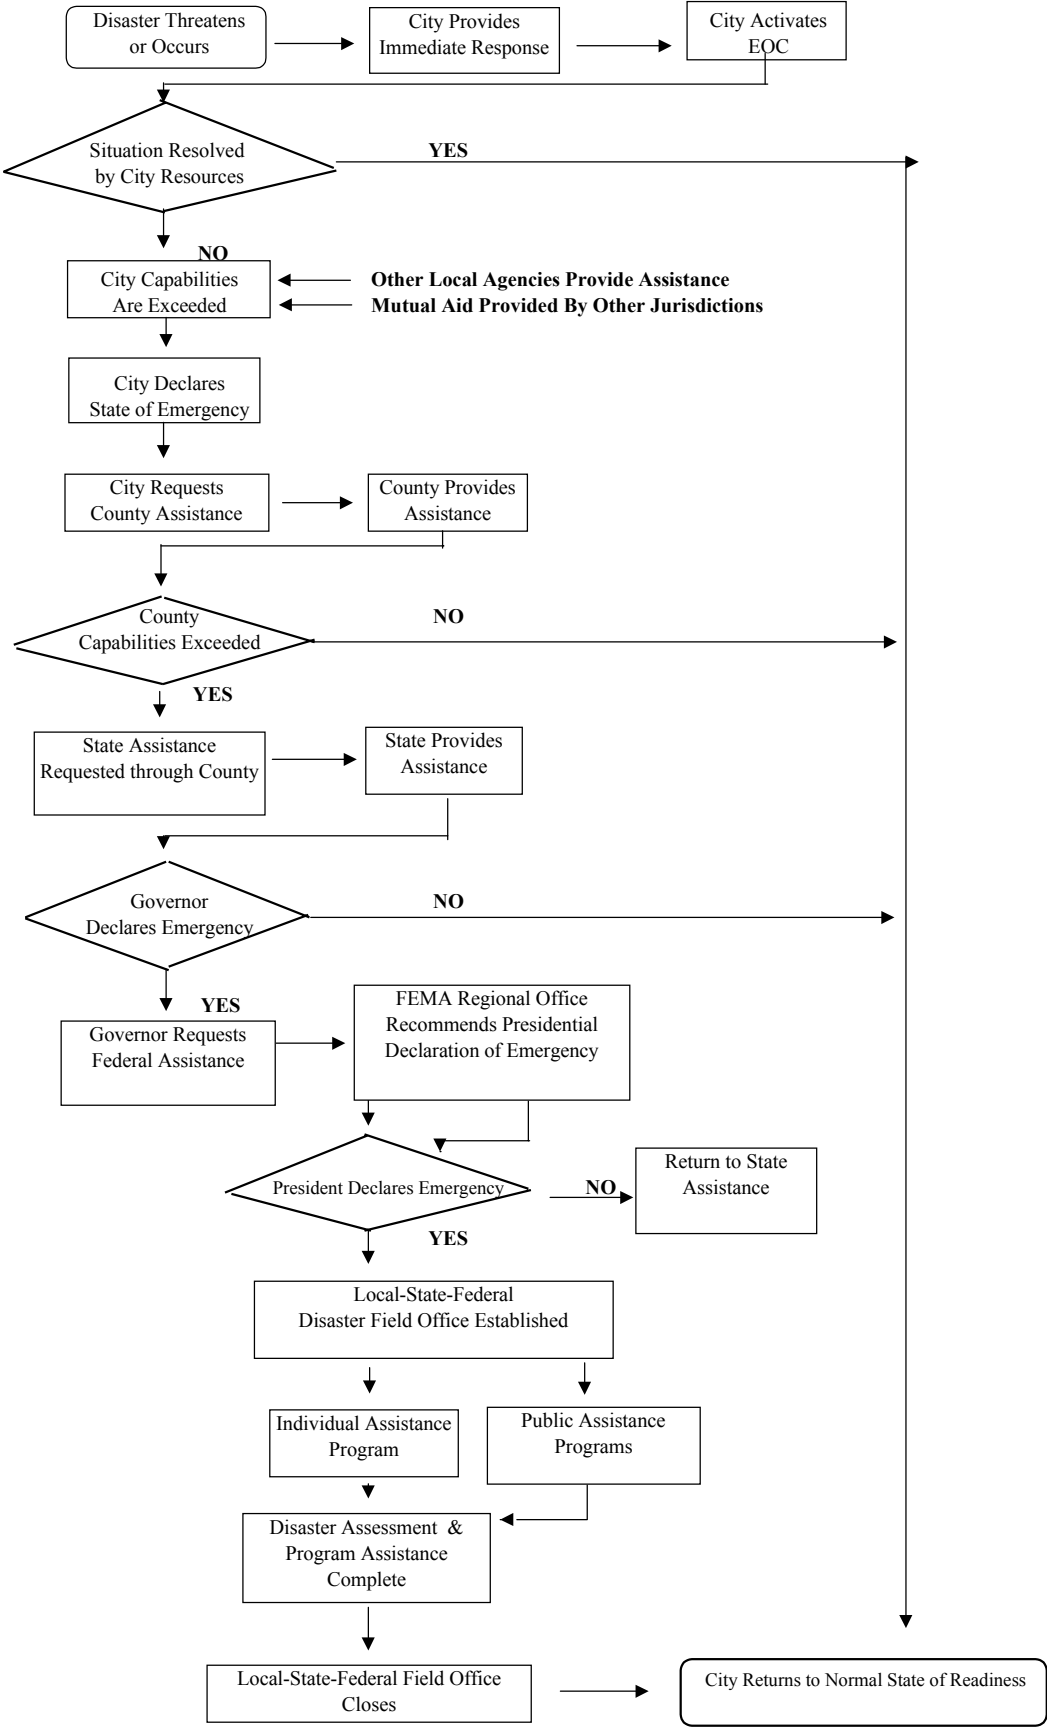 Disaster Threatens
or Occurs
City Provides
Immediate Response
City Activates
EOC
Situation Resolved
by City Resources
YES
NO
City Capabilities
Are Exceeded
Other Local Agencies Provide Assistance
Mutual Aid Provided By Other Jurisdictions
City Declares
State of Emergency
City Requests
County Assistance
County Provides
Assistance
County
Capabilities Exceeded
NO
YES
State Assistance
Requested through County
State Provides
Assistance
Governor
Declares Emergency
NO
YES
Governor Requests
Federal Assistance
FEMA Regional Office
Recommends Presidential
Declaration of Emergency
President Declares Emergency
NO
Return to State
Assistance
YES
Local-State-Federal
Disaster Field Office Established
Individual Assistance
Program
Public Assistance
Programs
Disaster Assessment &
Program Assistance
Complete
Local-State-Federal Field Office
Closes
City Returns to Normal State of Readiness